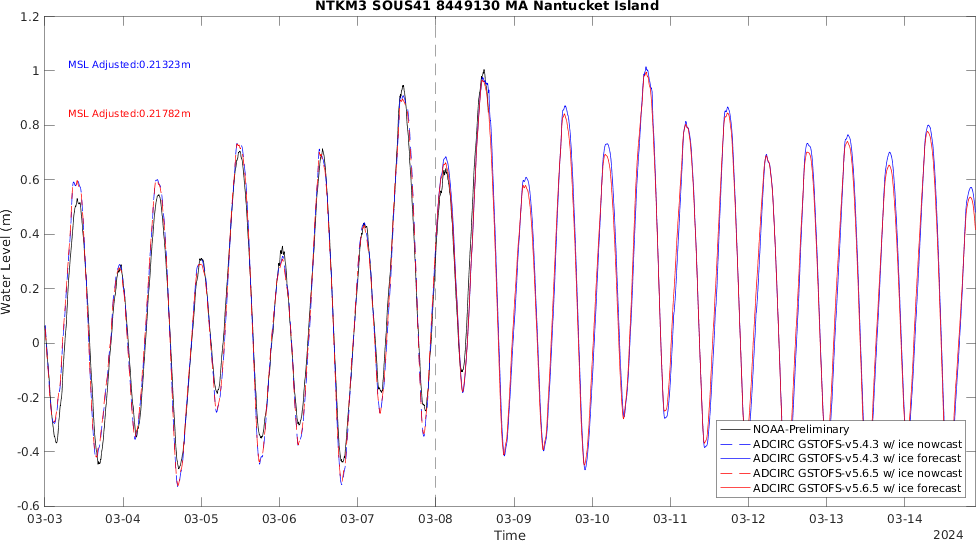 NTKM3 SOUS41 8449130 MA Nantucket Island
1.2
1
0.8
0.6
0.4
0.2
0
-0.2
-0.4
-0.6
Water Level (m)
MSL Adjusted:0.21323m
MSL Adjusted:0.21782m
NOAA-Preliminary
ADCIRC GSTOFS-v5.4.3 w/ ice nowcast
ADCIRC GSTOFS-v5.4.3 w/ ice forecast
ADCIRC GSTOFS-v5.6.5 w/ ice nowcast
ADCIRC GSTOFS-v5.6.5 w/ ice forecast
03-03 03-04 03-05 03-06 03-07 03-08 03-09 03-10 03-11 03-12 03-13 03-14
Time
2024